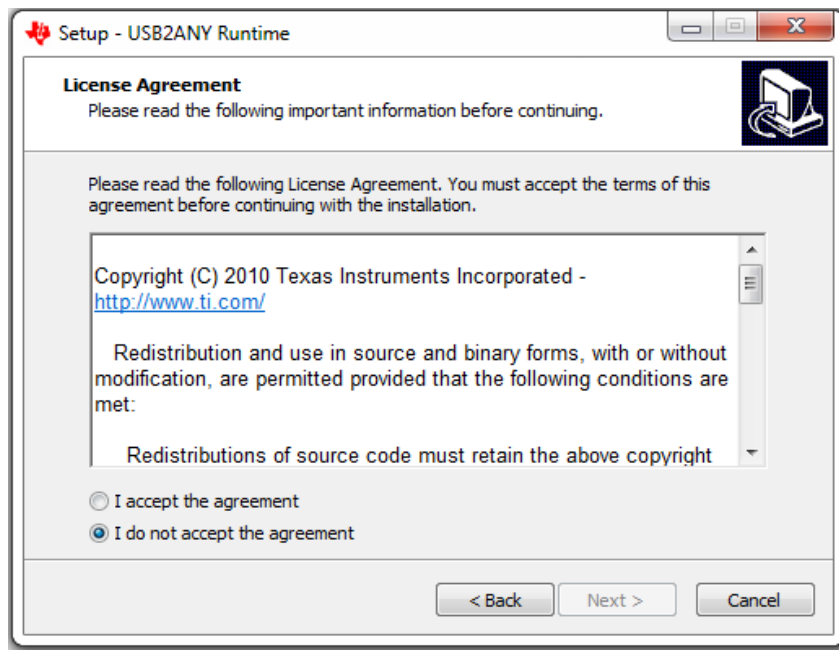 Setup - USB2ANY Runtime
License Agreement
Please read the following important information before continuing.
Please read the following License Agreement. You must accept the terms of this
agreement before continuing with the installation.
Copyright (C) 2010 Texas Instruments Incorporated -
http://www.ti.com/
Redistribution and use in source and binary forms, with or without
modification, are permitted provided that the following conditions are
met:
Redistributions of source code must retain the above copyright
I accept the agreement
I do not accept the agreement
< Back
Next >
Cancel